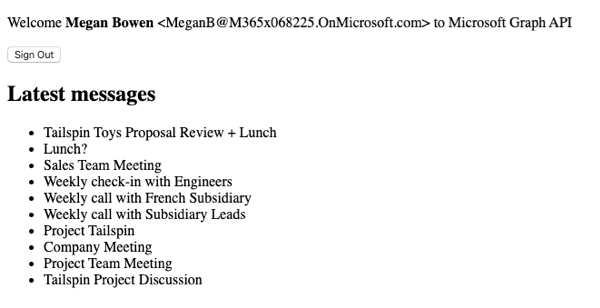 Welcome Megan Bowen <MeganB@M365x068225.OnMicrosoft.com> to Microsoft Graph API
Sign Out
Latest messages
• Tailspin Toys Proposal Review + Lunch
• Lunch?
• Sales Team Meeting
• Weekly check-in with Engineers
• Weekly call with French Subsidiary
• Weekly call with Subsidiary Leads
• Project Tailspin
• Company Meeting
• Project Team Meeting
• Tailspin Project Discussion